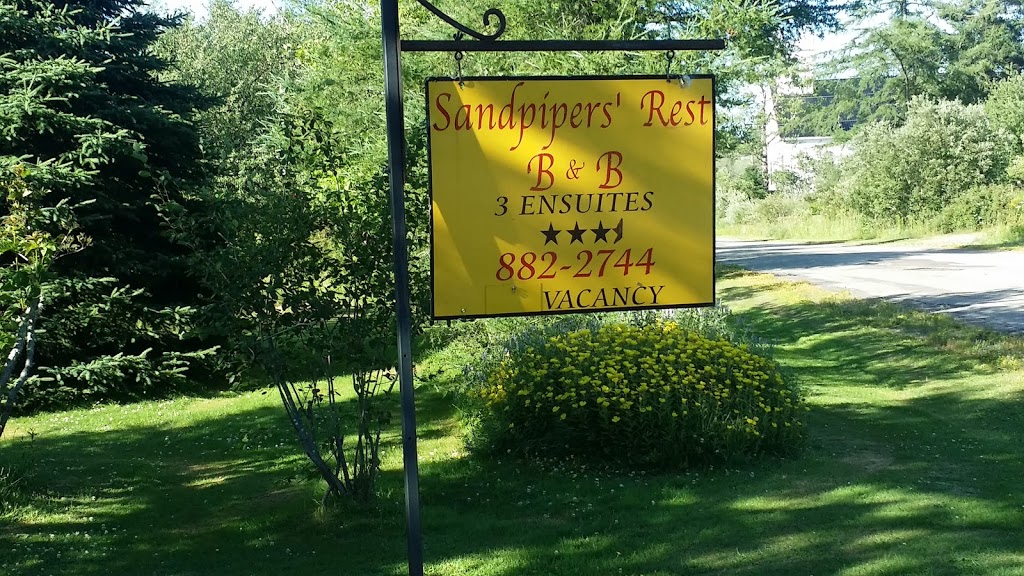 Sandpipers' Rest
B & B
3 ENSUITES
882-2744
VACANCY